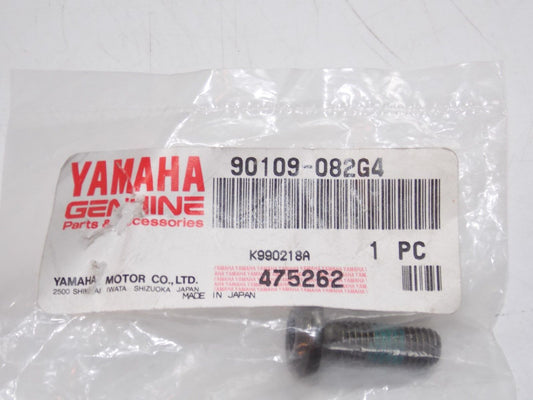 YAMAHA
GENUINE
Parts & Accessories
90109-082G4
K990218A
1 PC
475262
YAMAHA MOTOR CO., LTD.
2500 IWATA SHIZUOKA JAPAN
MADE IN JAPAN